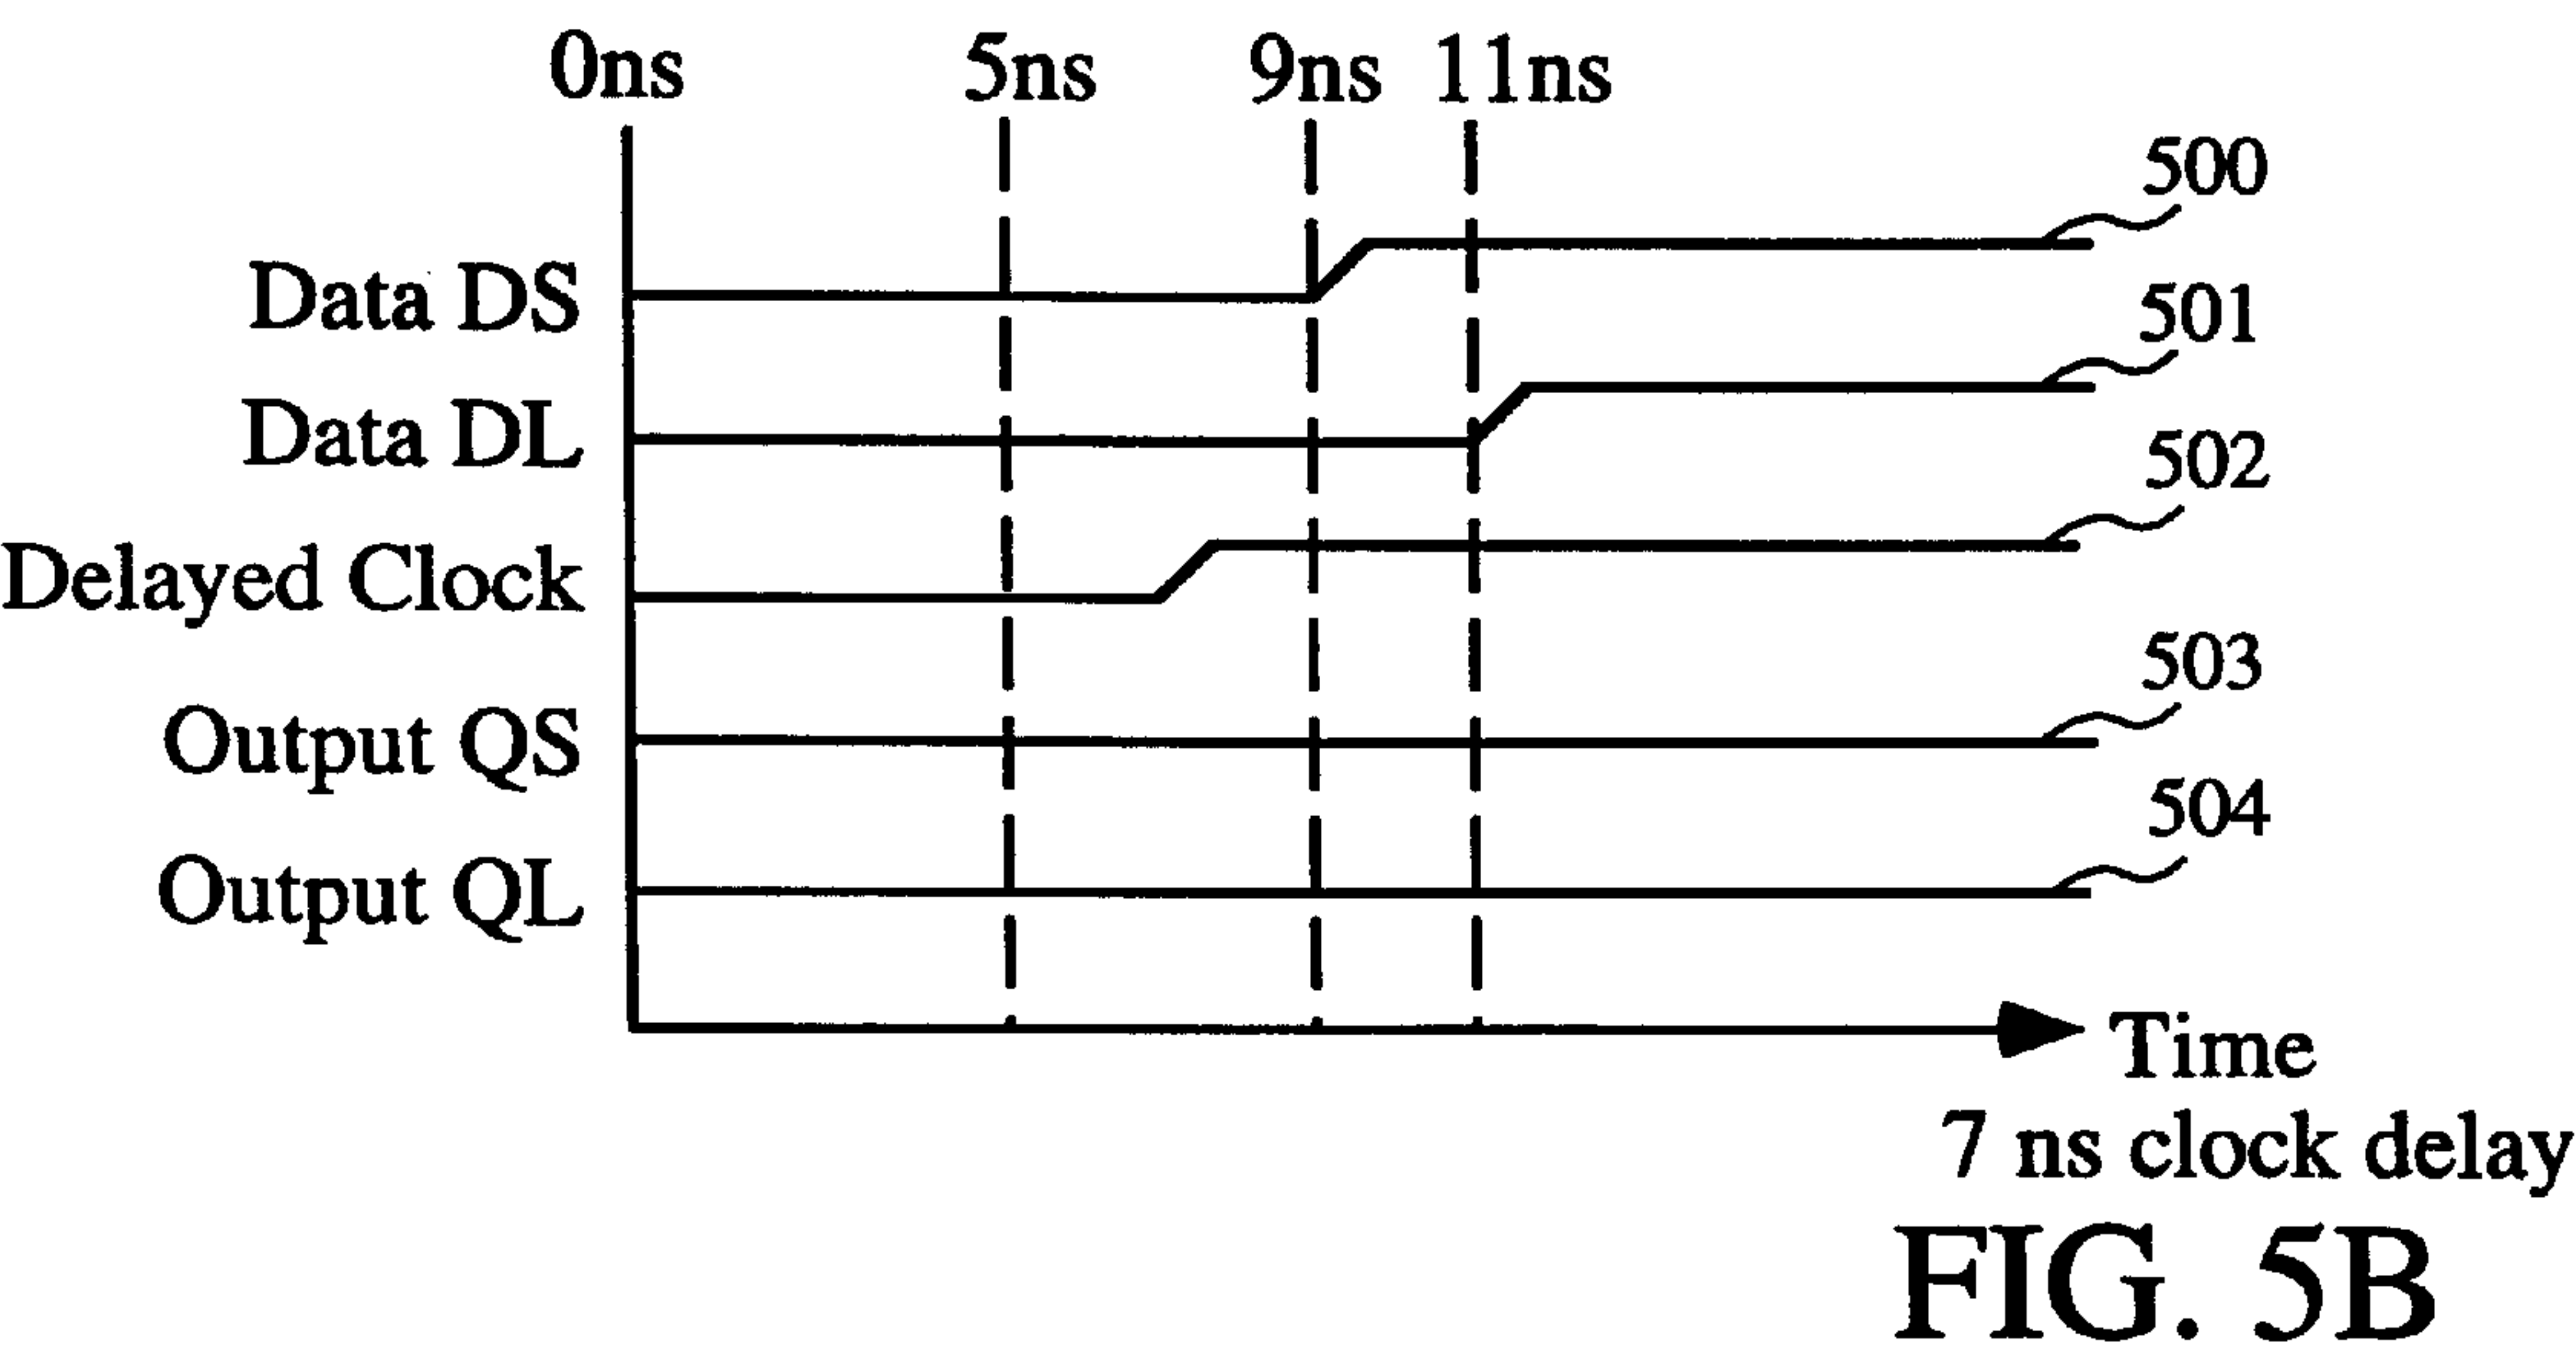 0ns 5ns 9ns 11ns
500
Data DS
501
Data DL
502
Delayed Clock
503
Output QS
504
Output QL
Time
7 ns clock delay
FIG. 5B